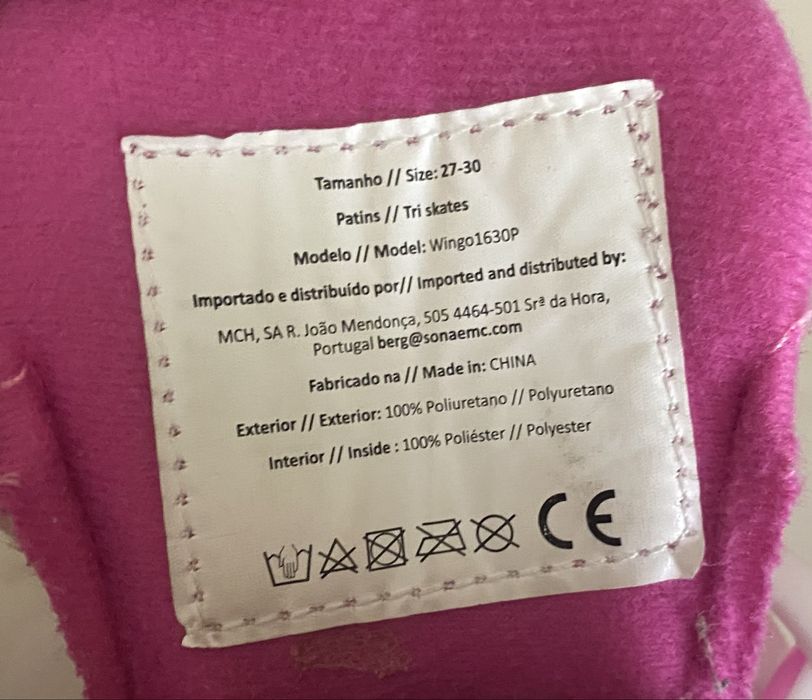 Tamanho // Size: 27-30
Patins // Tri skates
Modelo // Model: Wingo1630P
Importado e distribuído por// Imported and distributed by:
MCH, SA R. João Mendonça, 505 4464-501 Srª da Hora,
Portugal berg@sonaemc.com
Fabricado na // Made in: CHINA
Exterior // Exterior: 100% Poliuretano // Polyuretano
Interior // Inside : 100% Poliéster // Polyester
CE